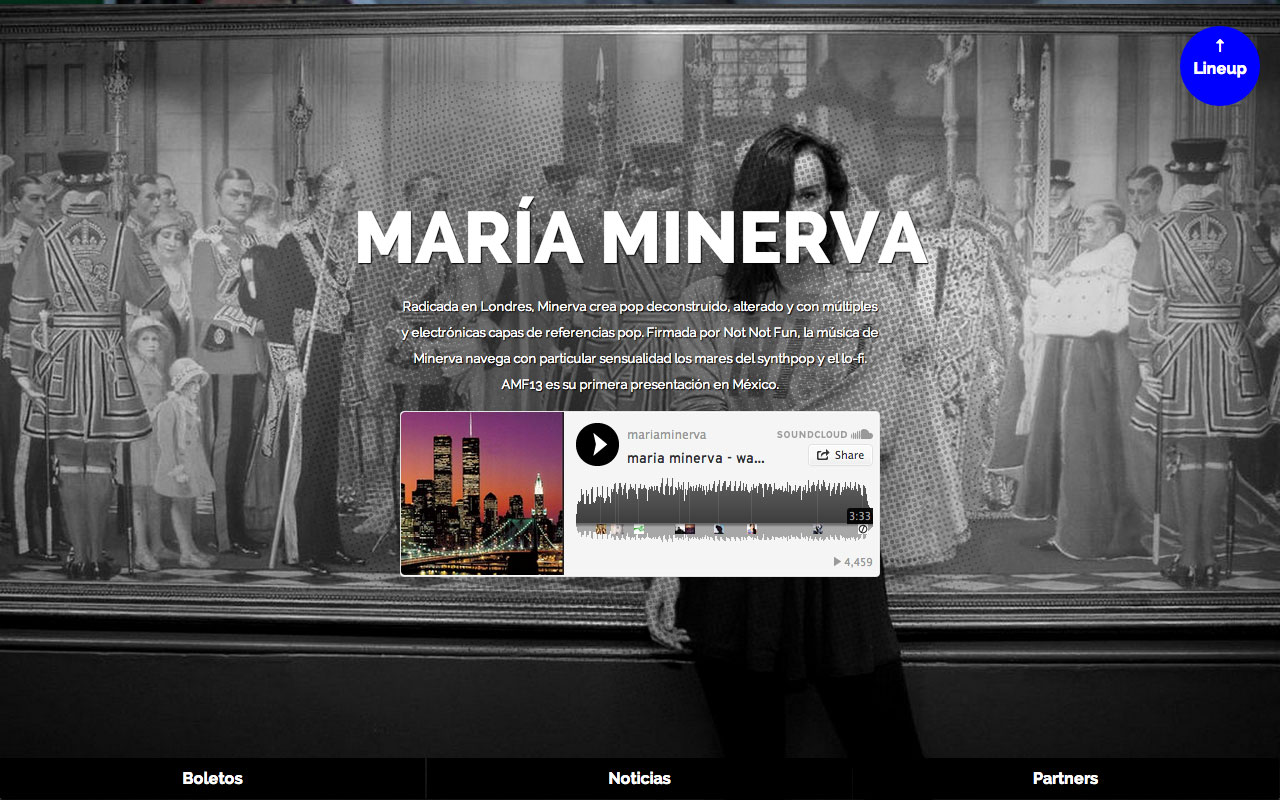 ↑
Lineup
MARÍA MINERVA
Radicada en Londres, Minerva crea pop deconstruido, alterado y con múltiples
y electrónicas capas de referencias pop. Firmada por Not Not Fun, la música de
Minerva navega con particular sensualidad los mares del synthpop y el lo-fi.
AMF13 es su primera presentación en México.
mariaminerva
SOUNDCLOUD
maria minerva - wa...
Share
3:33
4,459
Boletos
Noticias
Partners